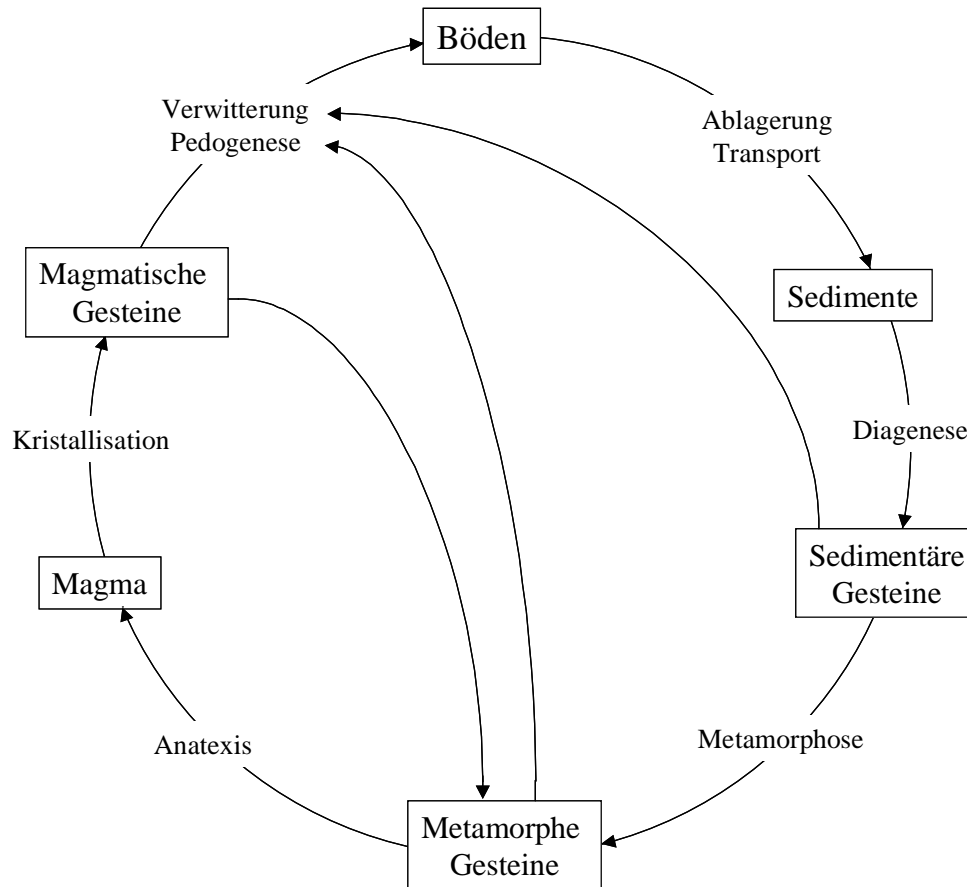 Böden
Verwitterung
Pedogenese
Ablagerung
Transport
Magmatische
Gesteine
Sedimente
Kristallisation
Diagenese
Magma
Sedimentäre
Gesteine
Anatexis
Metamorphose
Metamorphe
Gesteine